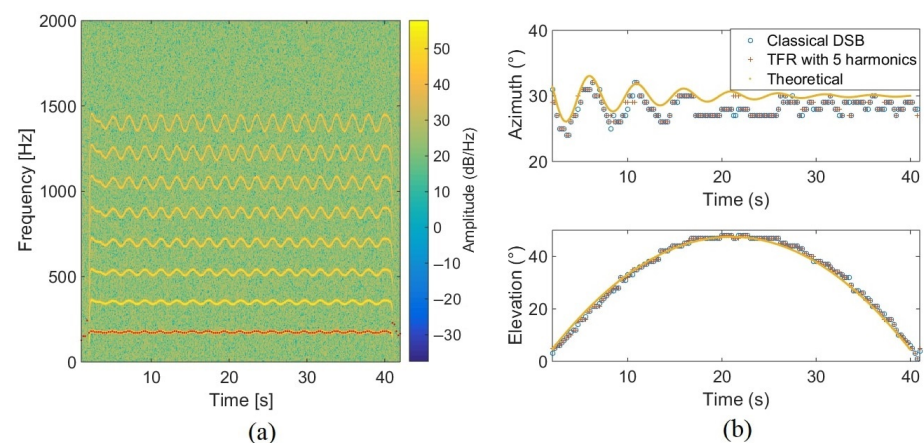 (a)
2000
1500
1000
500
0
Frequency [Hz]
10
20
30
40
Time [s]
50
40
30
20
10
0
−10
−20
−30
Amplitude (dB/Hz)
(a)
40
30
20
Azimuth (°)
Classical DSB
TFR with 5 harmonics
Theoretical
10
20
30
40
Time (s)
40
20
0
Elevation (°)
10
20
30
40
Time (s)
(b)